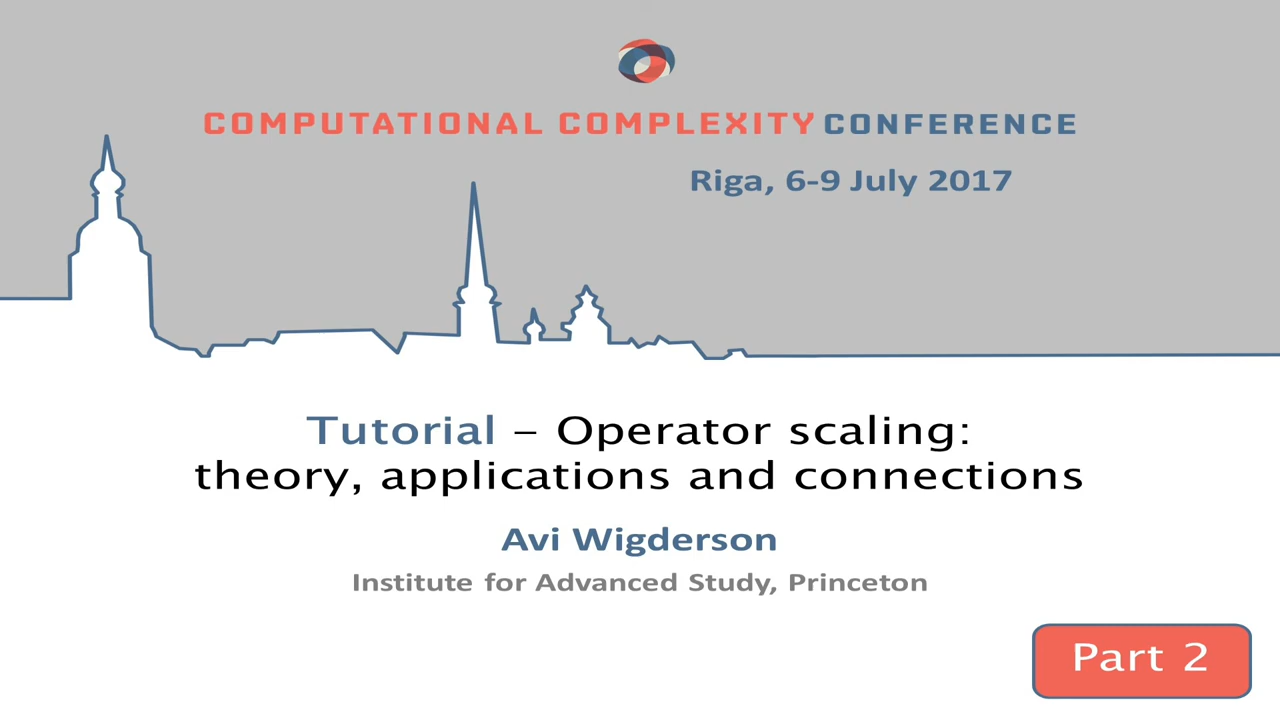 COMPUTATIONAL COMPLEXITY CONFERENCE
Riga, 6-9 July 2017
Tutorial – Operator scaling:
theory, applications and connections
Avi Wigderson
Institute for Advanced Study, Princeton
Part 2